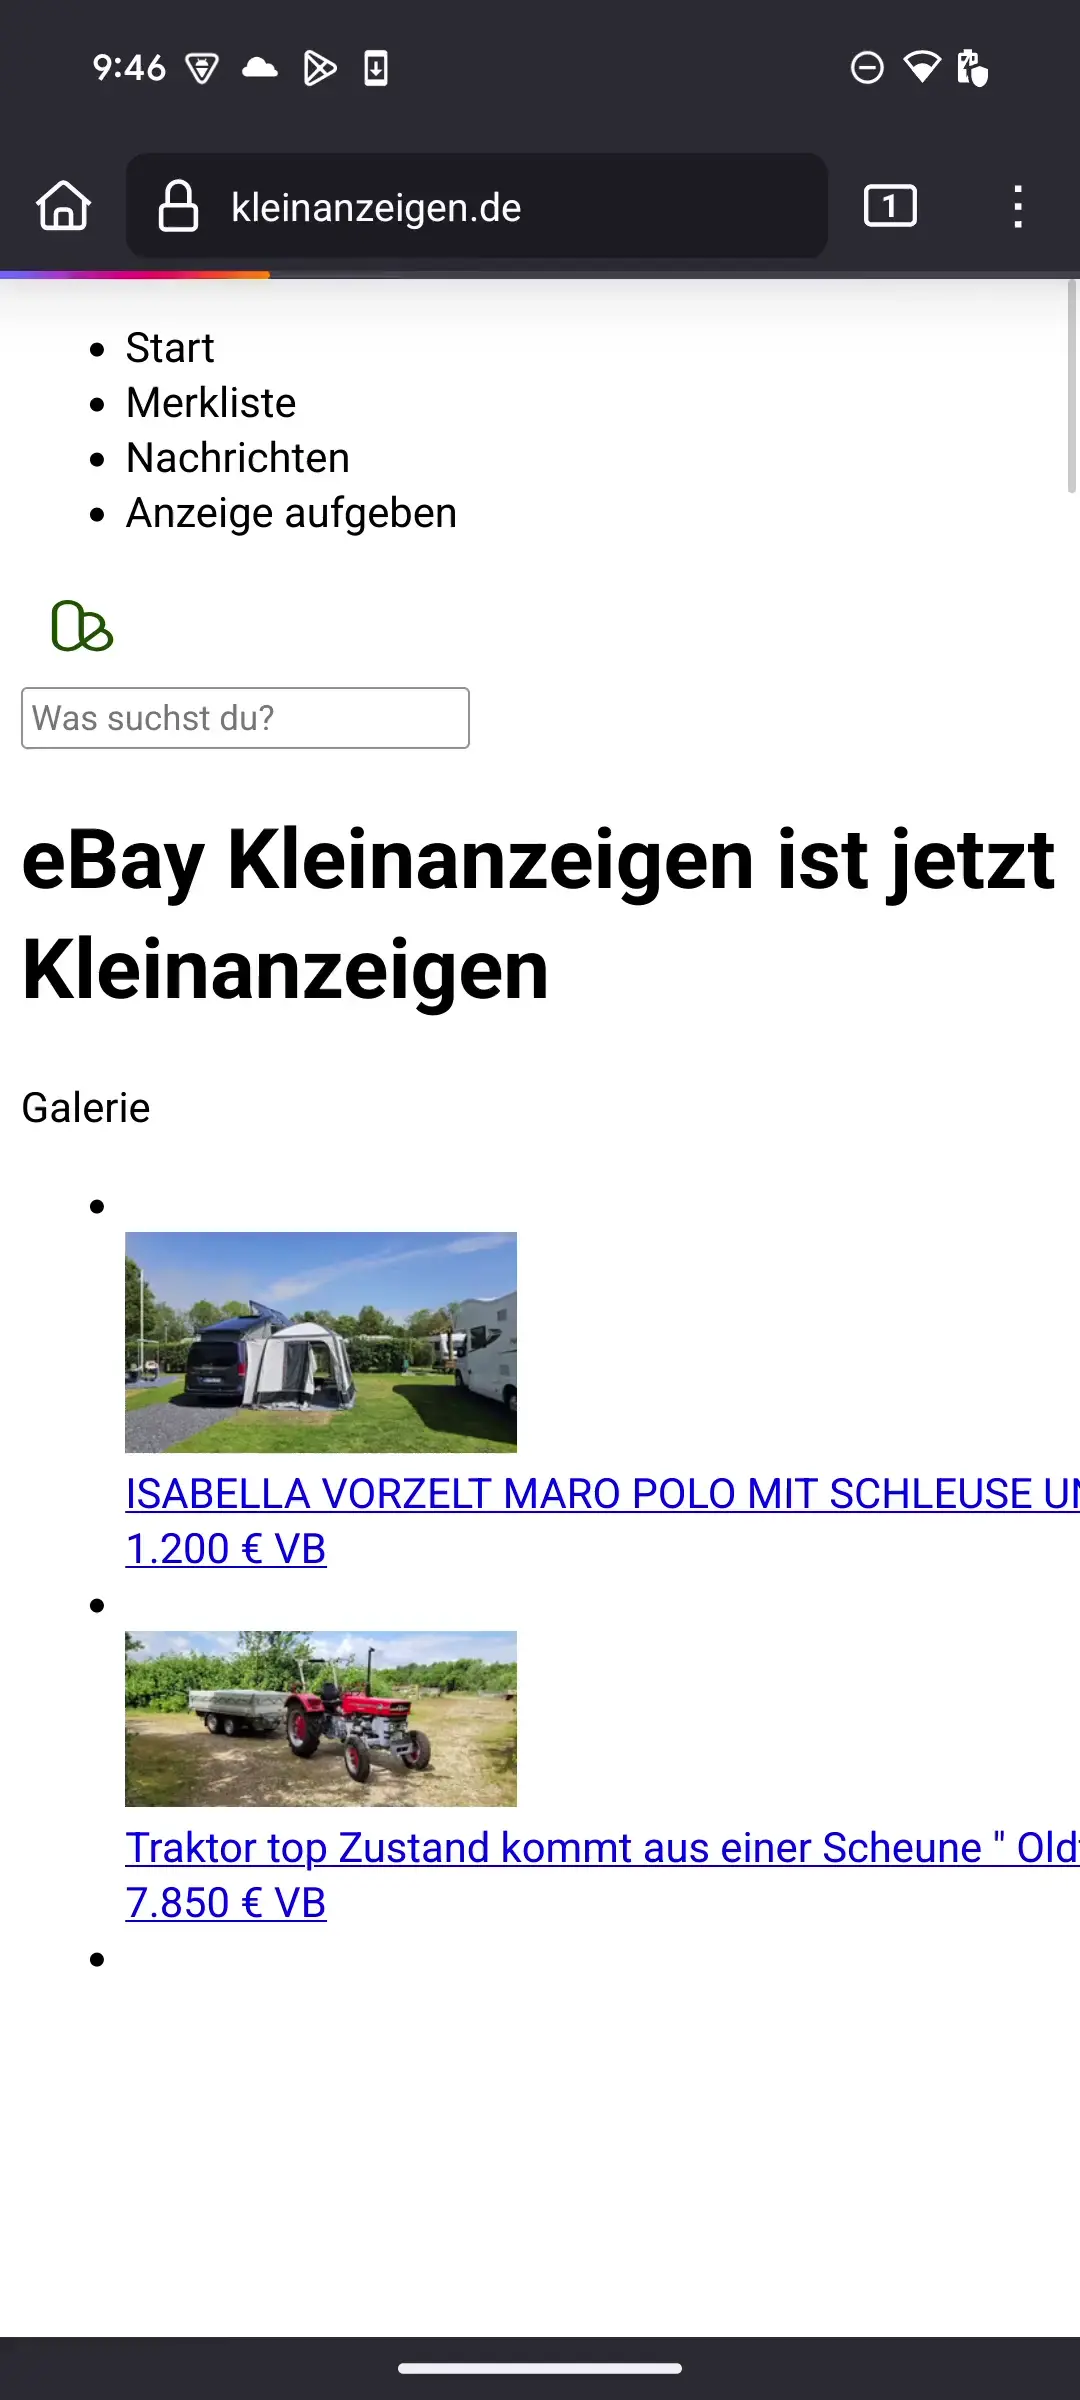 9:46
kleinanzeigen.de
1
Start
Merkliste
Nachrichten
Anzeige aufgeben
Was suchst du?
eBay Kleinanzeigen ist jetzt
Kleinanzeigen
Galerie
ISABELLA VORZELT MARO POLO MIT SCHLEUSE UN
1.200 € VB
Traktor top Zustand kommt aus einer Scheune " Old
7.850 € VB